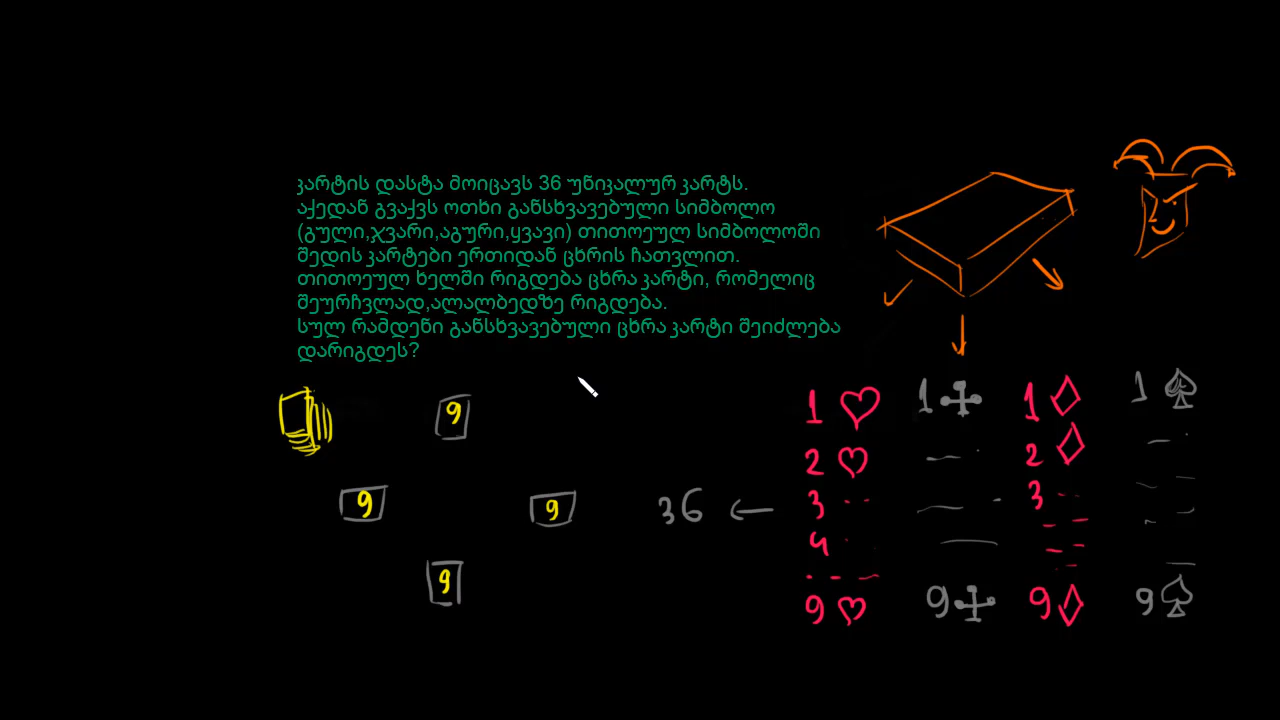 კარტის დასტა მოიცავს 36 უნიკალურ კარტს.
აქედან გვაქვს ოთხი განსხვავებული სიმბოლო
(გული,ჯვარი,აგური,ყვავი) თითოეულ სიმბოლოში
შედის კარტები ერთიდან ცხრის ჩათვლით.
თითოეულ ხელში რიგდება ცხრა კარტი, რომელიც
შეურჩვლად,ალალბედზე რიგდება.
სულ რამდენი განსხვავებული ცხრა კარტი შეიძლება
დარიგდეს?
9
9 9
9
36 ←
1 ♡ 1 ✢ 1 ♢ 1 ♤
2 ♡ 2 ♢
3 3
4
9 ♡ 9 ✢ 9 ♢ 9 ♤